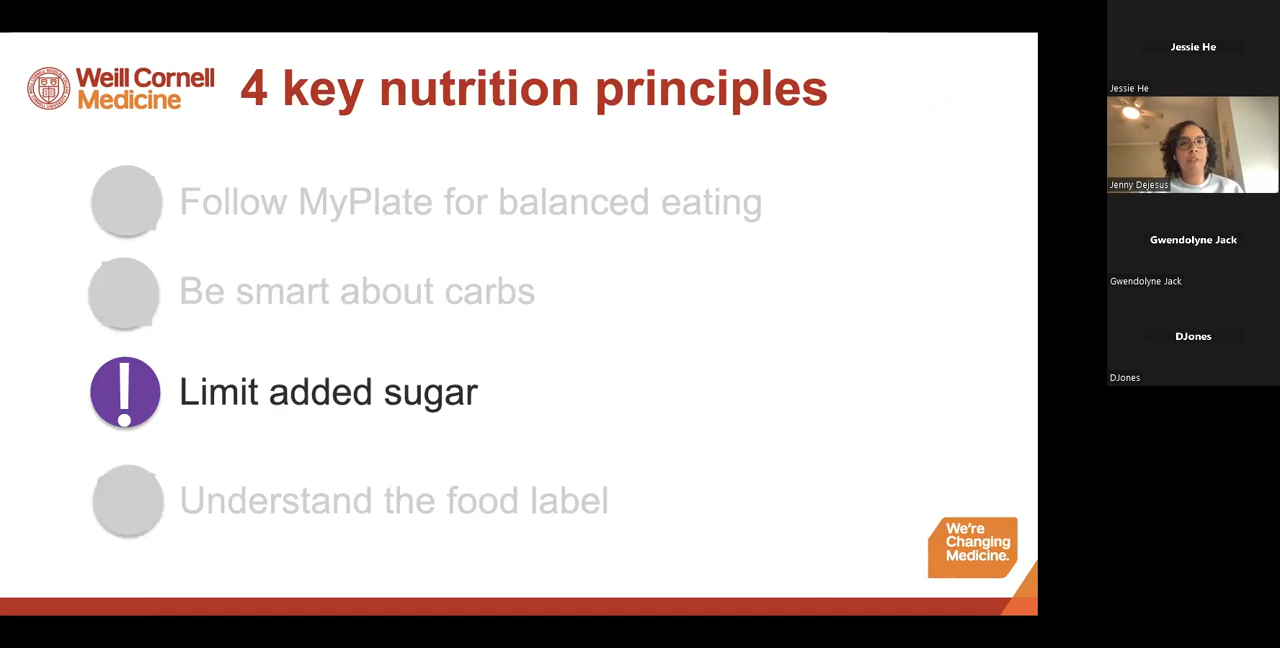 Weill Cornell
Medicine
4 key nutrition principles
Follow MyPlate for balanced eating
Be smart about carbs
! Limit added sugar
Understand the food label
We're
Changing
Medicine.
Jessie He
Jessie He
Jenny Dejesus
Gwendolyne Jack
Gwendolyne Jack
DJones
DJones